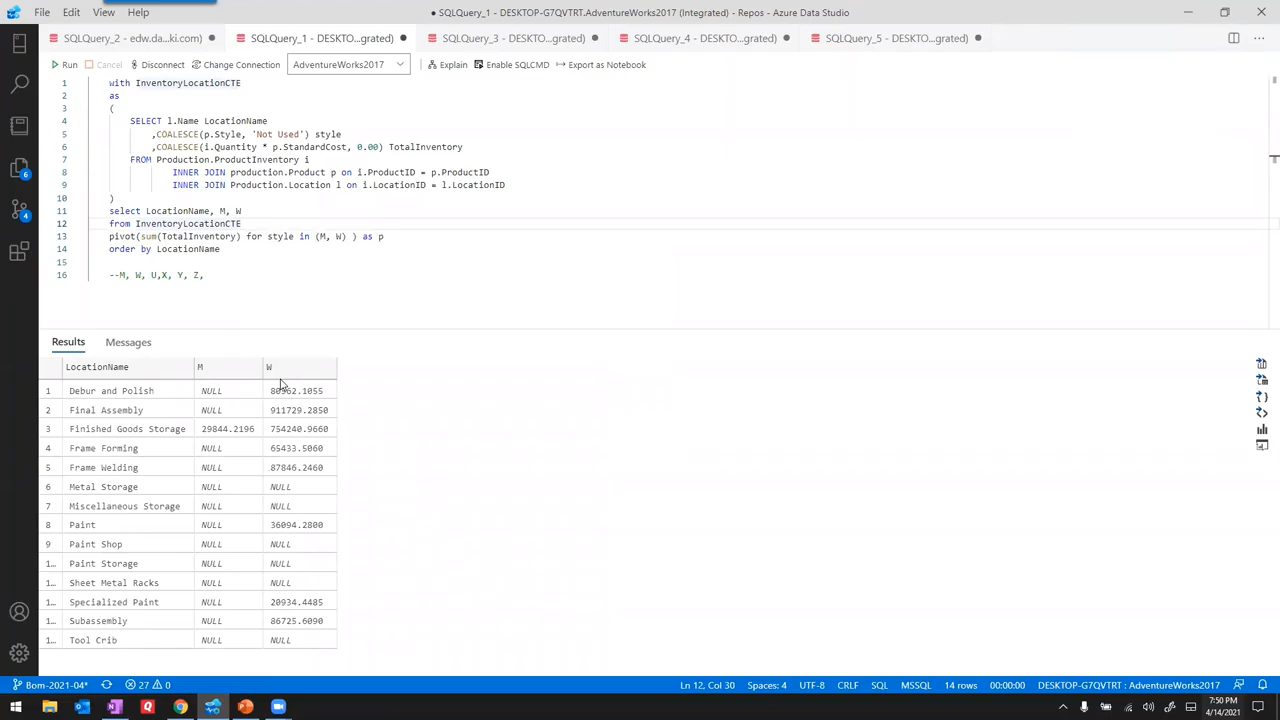 File Edit View Help
● SQLQuery_1 - DESKTOP-G7QVTRT.AdventureWorks2017 (Integrated) - Repos - Azure Data Studio
SQLQuery_2 - edw.da...ki.com) SQLQuery_1 - DESKTO...grated) SQLQuery_3 - DESKTO...grated) SQLQuery_4 - DESKTO...grated) SQLQuery_5 - DESKTO...grated)
Run Cancel Disconnect Change Connection AdventureWorks2017 Explain Enable SQLCMD Export as Notebook
1 with InventoryLocationCTE
2 as
3 (
4 SELECT l.Name LocationName
5 ,COALESCE(p.Style, 'Not Used') style
6 ,COALESCE(i.Quantity * p.StandardCost, 0.00) TotalInventory
7 FROM Production.ProductInventory i
8 INNER JOIN production.Product p on i.ProductID = p.ProductID
9 INNER JOIN Production.Location l on i.LocationID = l.LocationID
10 )
11 select LocationName, M, W
12 from InventoryLocationCTE
13 pivot(sum(TotalInventory) for style in (M, W) ) as p
14 order by LocationName
15
16 --M, W, U,X, Y, Z,
6
4
Results Messages
LocationName M W
1 Debur and Polish NULL 80962.1055
2 Final Assembly NULL 911729.2850
3 Finished Goods Storage 29844.2196 754240.9660
4 Frame Forming NULL 65433.5060
5 Frame Welding NULL 87846.2460
6 Metal Storage NULL NULL
7 Miscellaneous Storage NULL NULL
8 Paint NULL 36094.2800
9 Paint Shop NULL NULL
1… Paint Storage NULL NULL
1… Sheet Metal Racks NULL NULL
1… Specialized Paint NULL 20934.4485
1… Subassembly NULL 86725.6090
1… Tool Crib NULL NULL
Bom-2021-04* 27 0 Ln 12, Col 30 Spaces: 4 UTF-8 CRLF SQL MSSQL 14 rows 00:00:00 DESKTOP-G7QVTRT : AdventureWorks2017
7:50 PM
4/14/2021